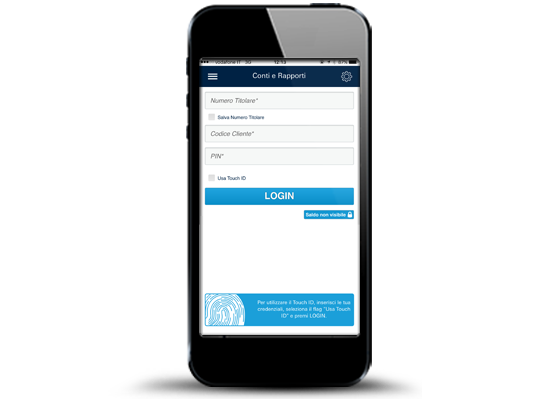 vodafone IT 3G 12:13 87%
Conti e Rapporti
Numero Titolare*
Salva Numero Titolare
Codice Cliente*
PIN*
Usa Touch ID
LOGIN
Saldo non visibile
Per utilizzare il Touch ID, inserisci le tue
credenziali, seleziona il flag "Usa Touch
ID" e premi LOGIN.